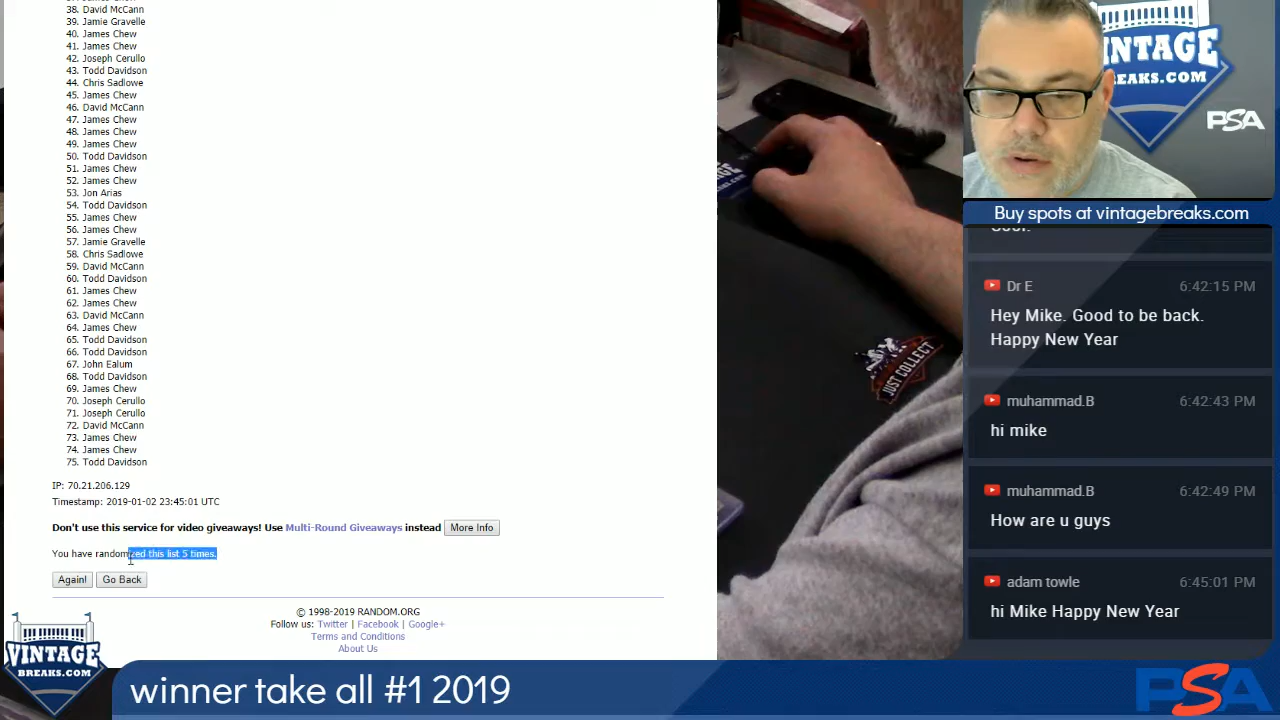 38. David McCann
39. Jamie Gravelle
40. James Chew
41. James Chew
42. Joseph Cerullo
43. Todd Davidson
44. Chris Sadlowe
45. James Chew
46. David McCann
47. James Chew
48. James Chew
49. James Chew
50. Todd Davidson
51. James Chew
52. James Chew
53. Jon Arias
54. Todd Davidson
55. James Chew
56. James Chew
57. Jamie Gravelle
58. Chris Sadlowe
59. David McCann
60. Todd Davidson
61. James Chew
62. James Chew
63. David McCann
64. James Chew
65. Todd Davidson
66. Todd Davidson
67. John Ealum
68. Todd Davidson
69. James Chew
70. Joseph Cerullo
71. Joseph Cerullo
72. David McCann
73. James Chew
74. James Chew
75. Todd Davidson
IP: 70.21.206.129
Timestamp: 2019-01-02 23:45:01 UTC
Don't use this service for video giveaways! Use Multi-Round Giveaways instead More Info
You have randomized this list 5 times.
Again! Go Back
© 1998-2019 RANDOM.ORG
Follow us: Twitter | Facebook | Google+
Terms and Conditions
About Us
JUST COLLECT
VINTAGE
BREAKS.COM
PSA
Buy spots at vintagebreaks.com
Dr E 6:42:15 PM
Hey Mike. Good to be back.
Happy New Year
muhammad.B 6:42:43 PM
hi mike
muhammad.B 6:42:49 PM
How are u guys
adam towle 6:45:01 PM
hi Mike Happy New Year
VINTAGE
BREAKS.COM
winner take all #1 2019
PSA